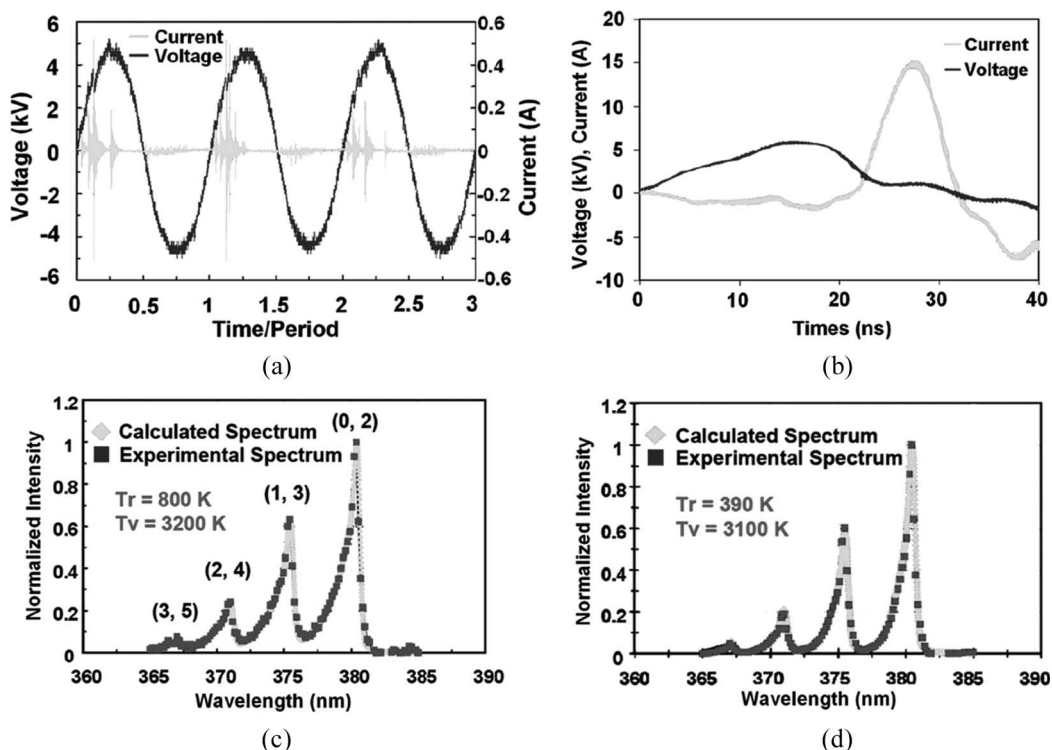 6
4
2
0
-2
-4
-6
Voltage (kV)
0.6
0.4
0.2
0
-0.2
-0.4
-0.6
Current (A)
Current
Voltage
0 0.5 1 1.5 2 2.5 3
Time/Period
(a)
20
15
10
5
0
-5
-10
Voltage (kV), Current (A)
Current
Voltage
0 10 20 30 40
Times (ns)
(b)
1.2
1
0.8
0.6
0.4
0.2
0
Normalized Intensity
Calculated Spectrum
Experimental Spectrum
Tr = 800 K
Tv = 3200 K
(0, 2)
(1, 3)
(2, 4)
(3, 5)
360 365 370 375 380 385 390
Wavelength (nm)
(c)
1.2
1
0.8
0.6
0.4
0.2
0
Normalized Intensity
Calculated Spectrum
Experimental Spectrum
Tr = 390 K
Tv = 3100 K
360 365 370 375 380 385 390
Wavelength (nm)
(d)